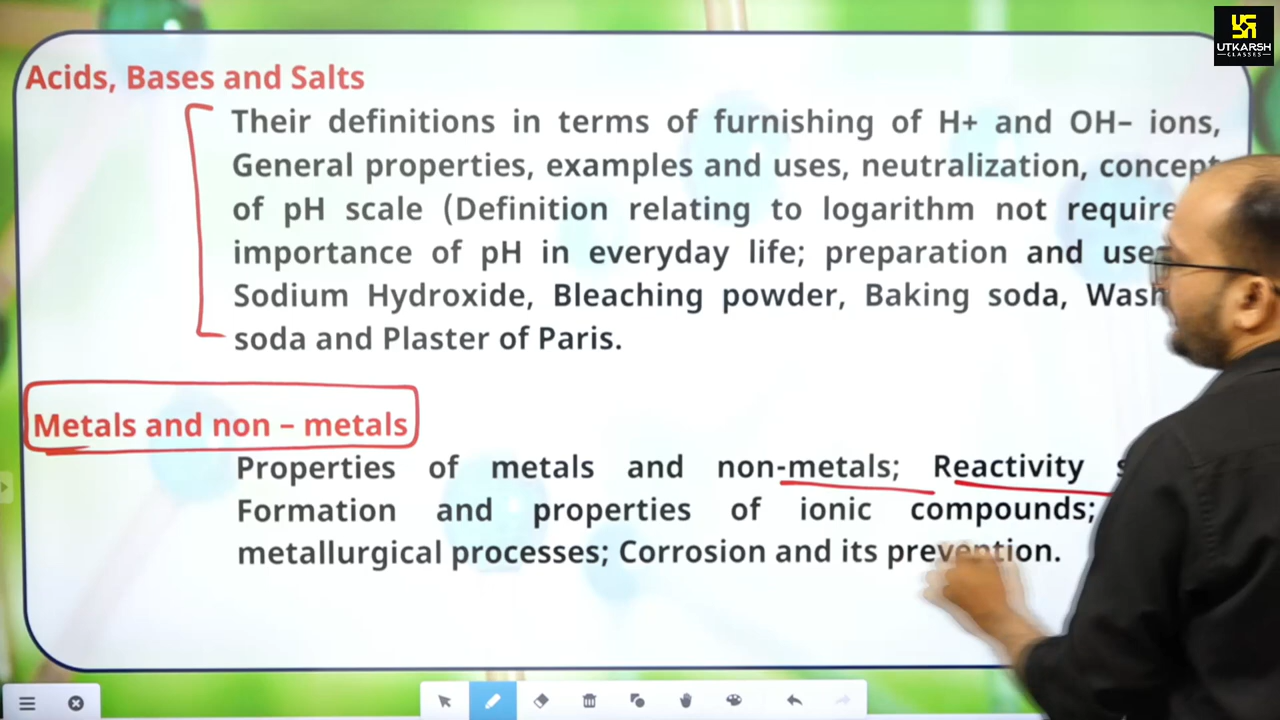 UTKARSH
CLASSES
Acids, Bases and Salts
Their definitions in terms of furnishing of H+ and OH– ions,
General properties, examples and uses, neutralization, concept
of pH scale (Definition relating to logarithm not
importance of pH in everyday life; preparation and
Sodium Hydroxide, Bleaching powder, Baking soda,
soda and Plaster of Paris.
Metals and non – metals
Properties of metals and non-metals; Reactivity
Formation and properties of ionic compounds;
metallurgical processes; Corrosion and its prevention.